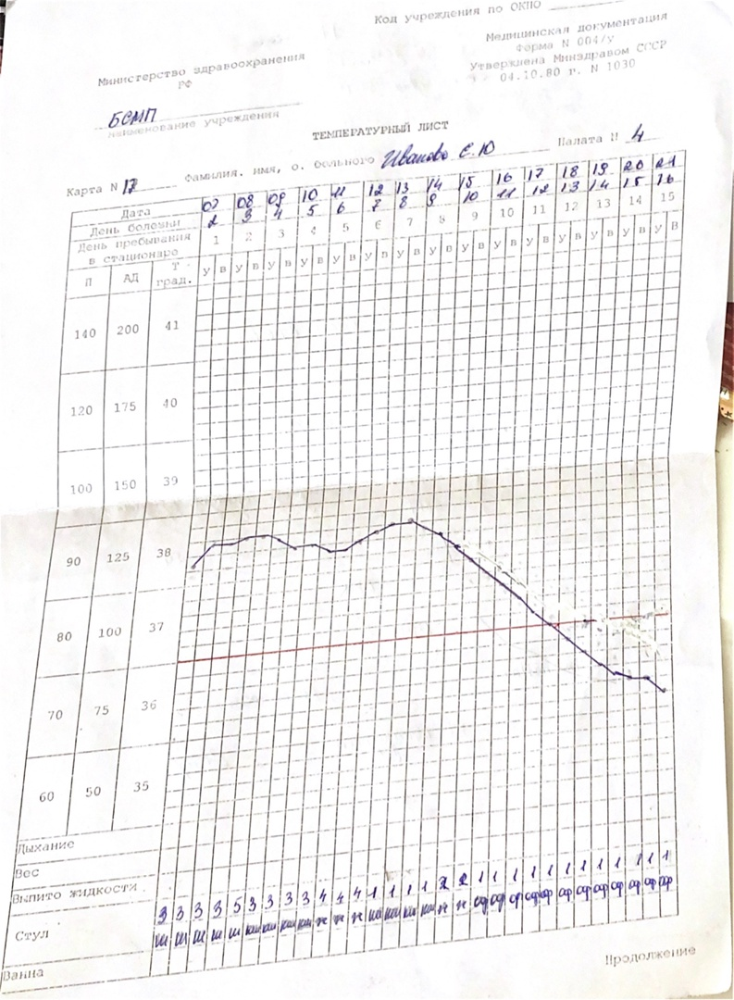 Код учреждения по ОКПО
Медицинская документация
Форма N 004/у
Утверждена Минздравом СССР
04.10.80 г. N 1030
Министерство здравоохранения
РФ
БСМП
наименование учреждения
ТЕМПЕРАТУРНЫЙ ЛИСТ
Карта N 17 Фамилия, имя, о. больного Иванова Е.Ю Палата N 4
Дата 07 08 09 10 11 12 13 14 15 16 17 18 19 20 21
День болезни 2 3 4 5 6 7 8 9 10 11 12 13 14 15 16
День пребывания в стационаре 1 2 3 4 5 6 7 8 9 10 11 12 13 14 15
П АД Т град. У В У В У В У В У В У В У В У В У В У В У В У В У В У В У В
140 200 41
120 175 40
100 150 39
90 125 38
80 100 37
70 75 36
60 50 35
Дыхание
Вес
Выпито жидкости
3 3 3 3 5 3 3 3 3 4 4 4 1 1 1 1 2 2 1 1 1 1 1 1 1 1 1 1 1 1
Стул
Ванна
Продолжение